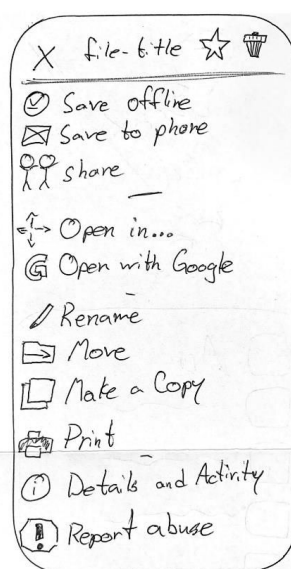 X file-title
Save offline
Save to phone
Share
Open in...
G Open with Google
Rename
Move
Make a Copy
Print
i Details and Activity
! Report abuse